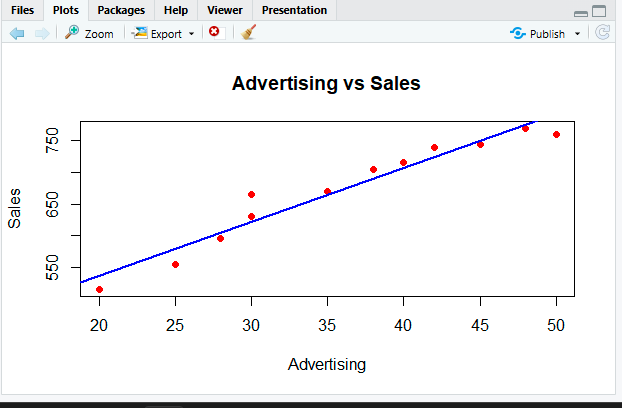 Files Plots Packages Help Viewer Presentation
Zoom Export Publish
Advertising vs Sales
750
650
550
Sales
20 25 30 35 40 45 50
Advertising